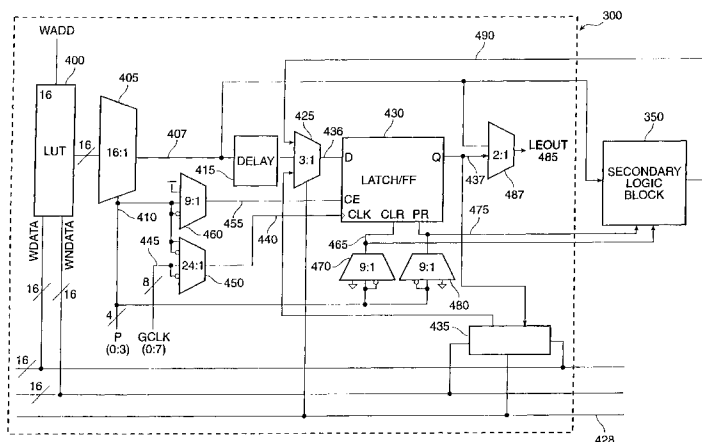 300
WADD
490
400
405
16
425
430
350
LUT
16
16:1
407
DELAY
3:1
436
D
Q
2:1
LEOUT
485
SECONDARY
LOGIC
BLOCK
415
LATCH/FF
437
487
WDATA
WNDATA
410
9:1
455
CE
CLK
CLR
PR
475
445
460
440
465
24:1
450
470
9:1
9:1
480
16
16
4
8
P
(0:3)
GCLK
(0:7)
435
16
16
428